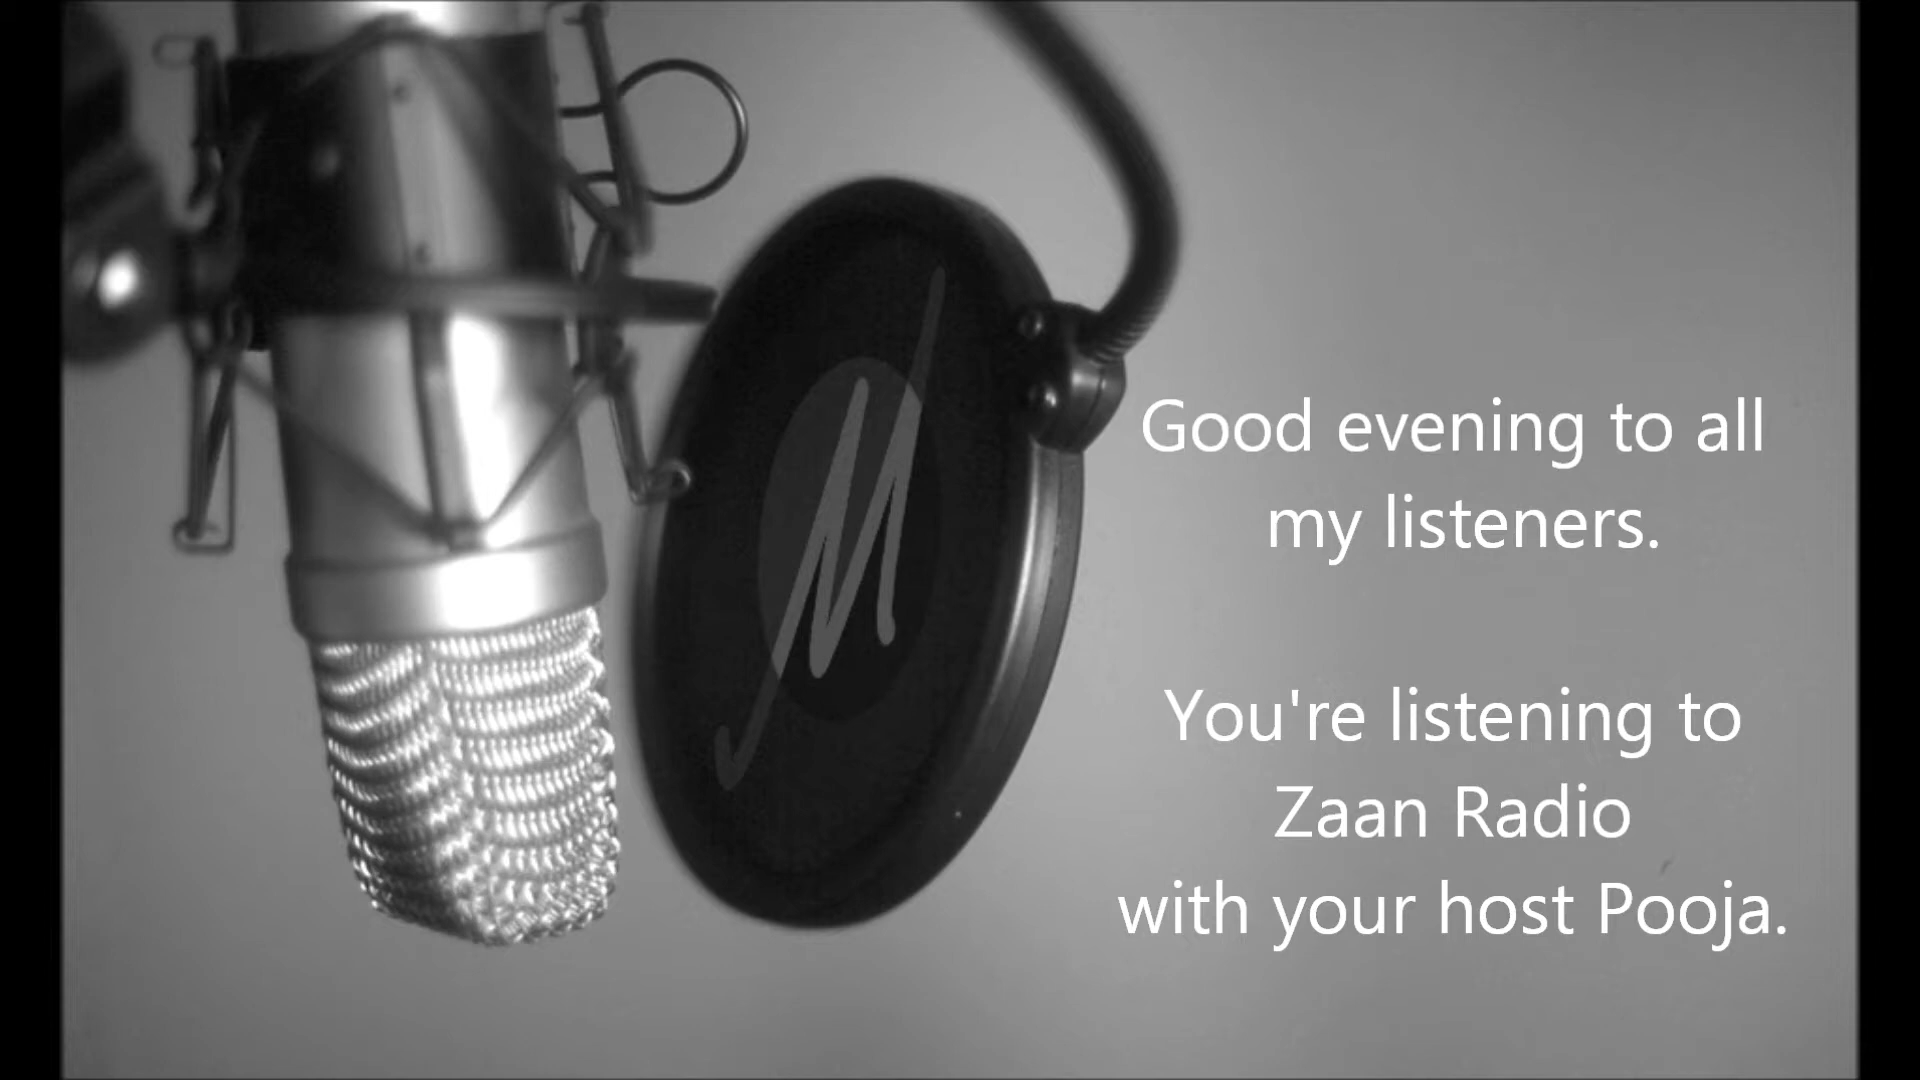 Good evening to all
my listeners.
You're listening to
Zaan Radio
with your host Pooja.
M